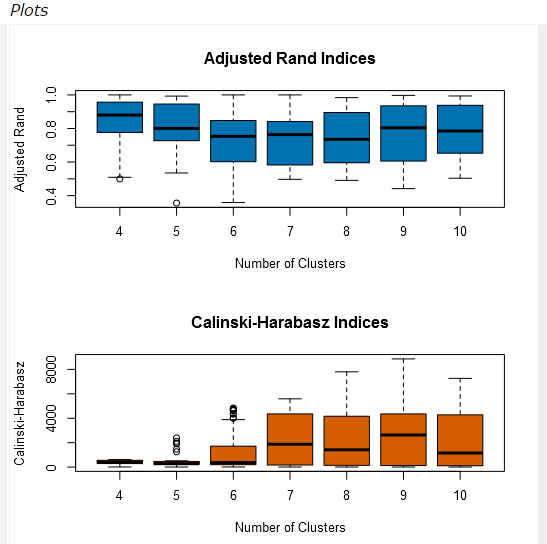 Plots
Adjusted Rand Indices
Adjusted Rand
1.0
0.8
0.6
0.4
4 5 6 7 8 9 10
Number of Clusters
Calinski-Harabasz Indices
Calinski-Harabasz
8000
4000
0
4 5 6 7 8 9 10
Number of Clusters